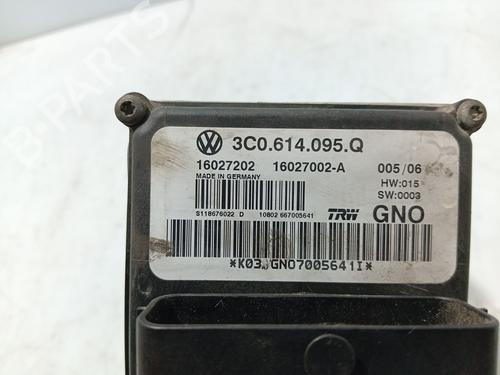 3C0.614.095.Q
16027202 16027002-A 005/06
MADE IN GERMANY HW:015
SW:0003
S118676022 D 10802 667005641 TRW GNO
*K03 GNO7005641I*